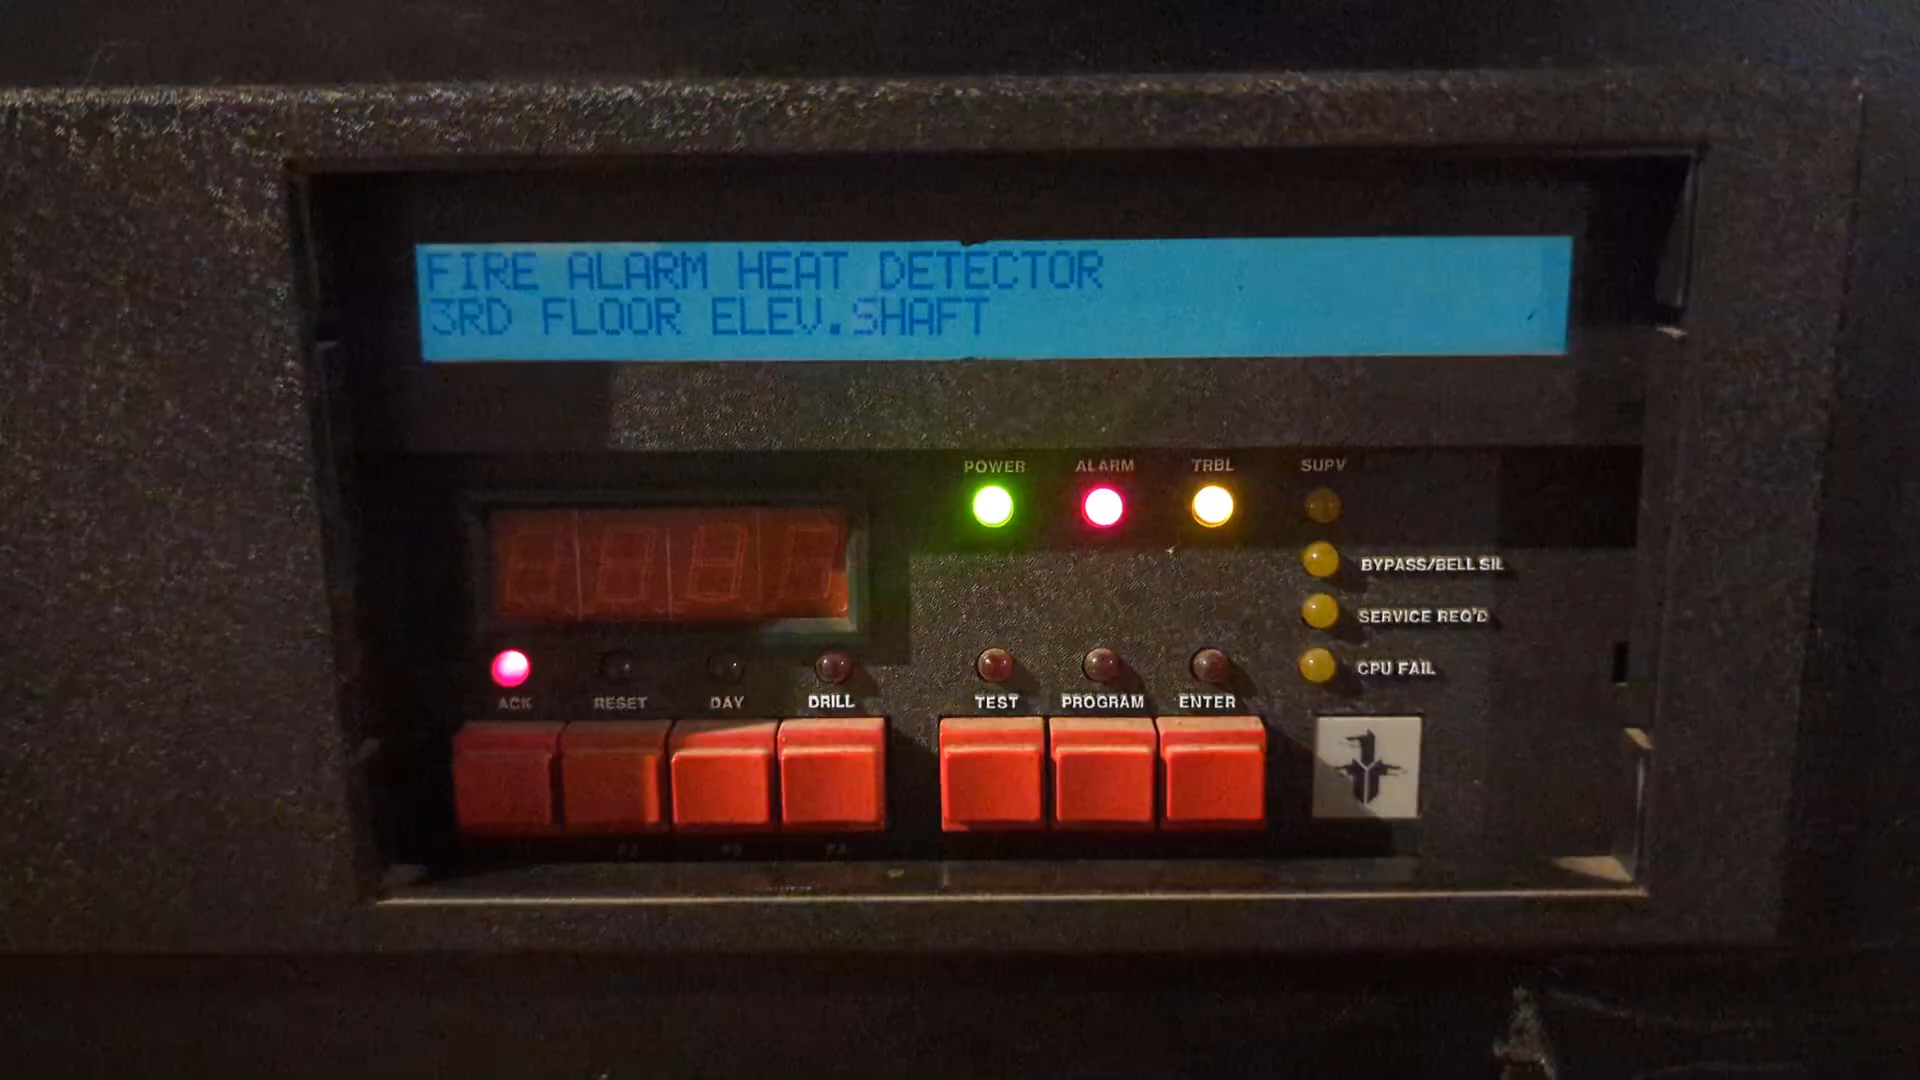 FIRE ALARM HEAT DETECTOR
3RD FLOOR ELEV.SHAFT
POWER ALARM TRBL SUPV
BYPASS/BELL SIL
SERVICE REQ'D
CPU FAIL
ACK RESET DAY DRILL TEST PROGRAM ENTER